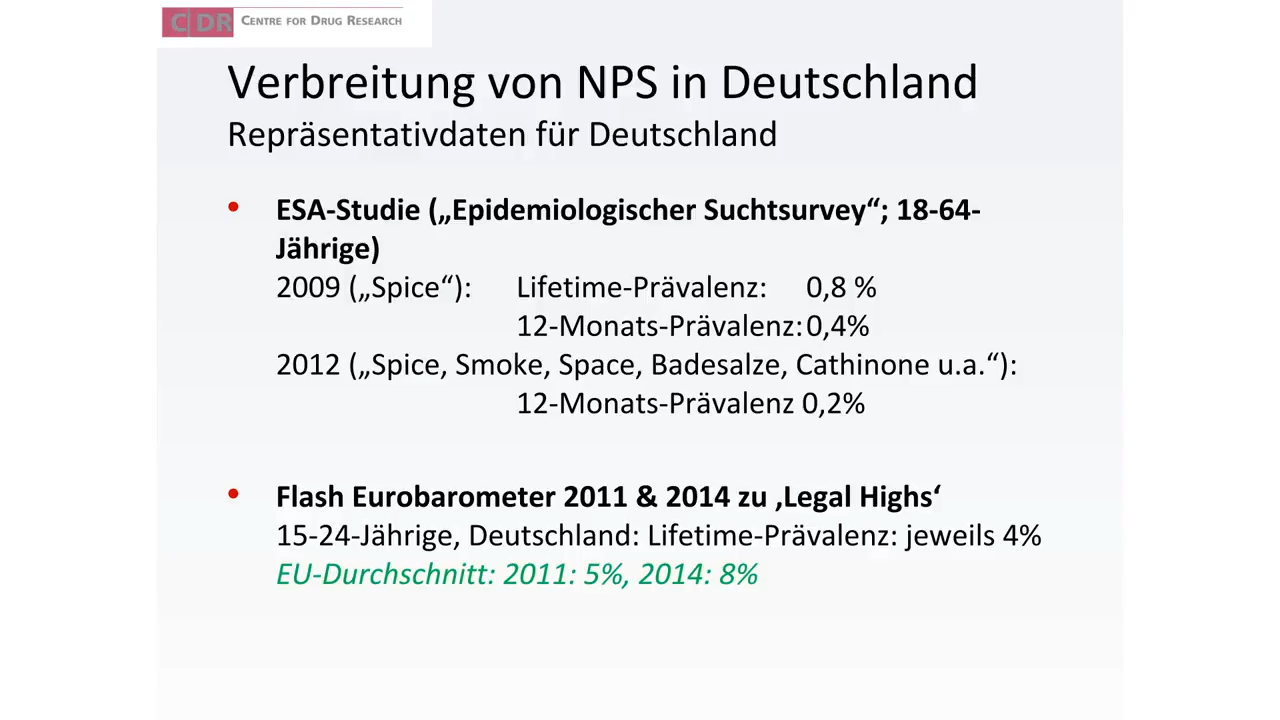 CDR CENTRE FOR DRUG RESEARCH
Verbreitung von NPS in Deutschland
Repräsentativdaten für Deutschland
• ESA-Studie („Epidemiologischer Suchtsurvey“; 18-64-
Jährige)
2009 („Spice“): Lifetime-Prävalenz: 0,8 %
12-Monats-Prävalenz: 0,4%
2012 („Spice, Smoke, Space, Badesalze, Cathinone u.a.“):
12-Monats-Prävalenz 0,2%
• Flash Eurobarometer 2011 & 2014 zu ‚Legal Highs‘
15-24-Jährige, Deutschland: Lifetime-Prävalenz: jeweils 4%
EU-Durchschnitt: 2011: 5%, 2014: 8%